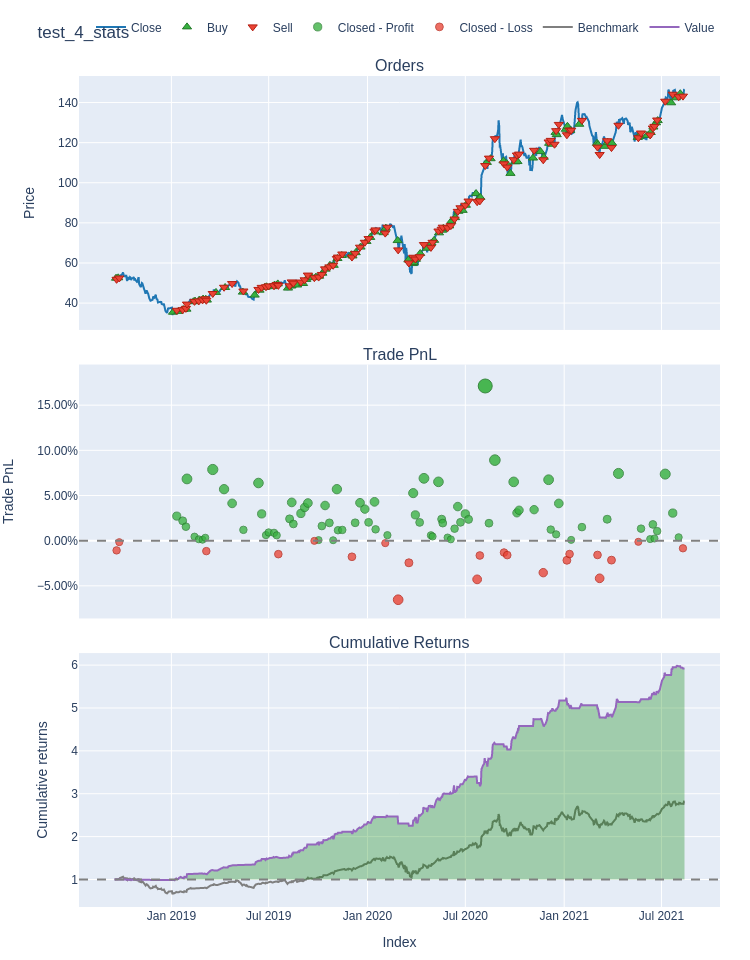 test_4_stats
Close Buy Sell Closed - Profit Closed - Loss Benchmark Value
Orders
140
120
100
80
60
40
Price
Trade PnL
15.00%
10.00%
5.00%
0.00%
−5.00%
Trade PnL
Cumulative Returns
6
5
4
3
2
1
Cumulative returns
Jan 2019 Jul 2019 Jan 2020 Jul 2020 Jan 2021 Jul 2021
Index